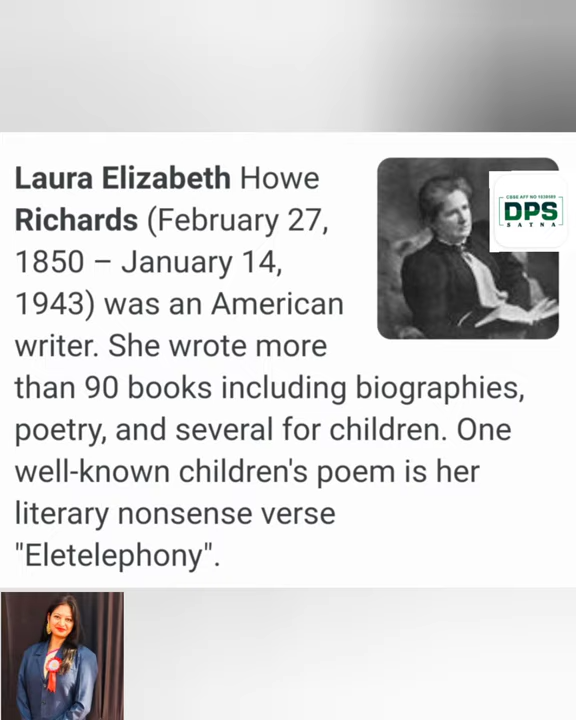 Laura Elizabeth Howe
Richards (February 27,
1850 – January 14,
1943) was an American
writer. She wrote more
than 90 books including biographies,
poetry, and several for children. One
well-known children's poem is her
literary nonsense verse
"Eletelephony".
DPS
SATNA